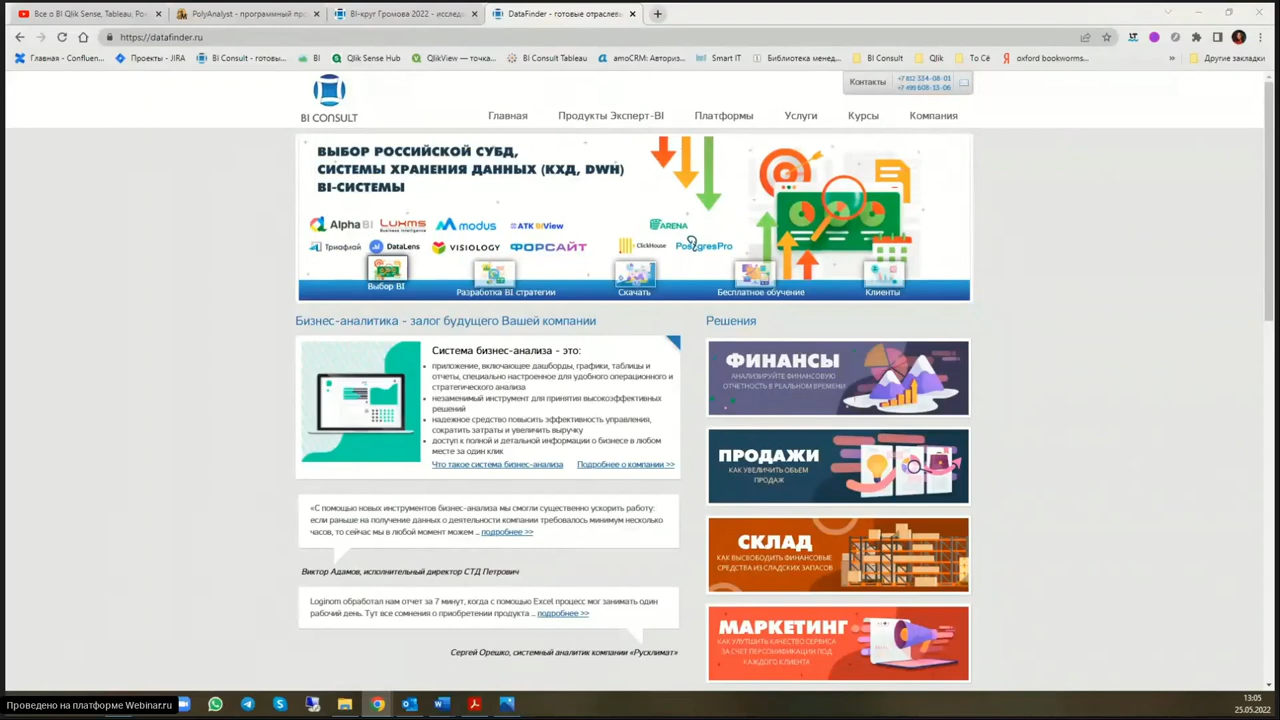 Все о BI Qlik Sense, Tableau, Po
PolyAnalyst - программный пр
BI-круг Громова 2022 - исслед
DataFinder - готовые отраслевы
https://datafinder.ru
Главная – Confluen...
Проекты - JIRA
BI Consult - готовы...
BI
Qlik Sense Hub
QlikView — точка...
BI Consult Tableau
amoCRM: Авториз...
Smart IT
Библиотека менед...
BI Consult
Qlik
То Сё
oxford bookworms...
»
Другие закладки
BI CONSULT
Контакты
+7 812 334-08-01
+7 499 608-13-06
Главная
Продукты Эксперт-BI
Платформы
Услуги
Курсы
Компания
ВЫБОР РОССИЙСКОЙ СУБД,
СИСТЕМЫ ХРАНЕНИЯ ДАННЫХ (КХД, DWH)
BI-СИСТЕМЫ
Alpha BI
LUXMS
modus
ATK BIView
ARENA
Триофлай
DataLens
VISIOLOGY
ФОРСАЙТ
ClickHouse
PostgresPro
Выбор BI
Разработка BI стратегии
Скачать
Бесплатное обучение
Клиенты
Бизнес-аналитика - залог будущего Вашей компании
Система бизнес-анализа - это:
приложение, включающее дашборды, графики, таблицы и
отчеты, специально настроенное для удобного операционного и
стратегического анализа
незаменимый инструмент для принятия высокоэффективных
решений
надежное средство повысить эффективность управления,
сократить затраты и увеличить выручку
доступ к полной и детальной информации о бизнесе в любом
месте за один клик
Что такое система бизнес-анализа
Подробнее о компании >>
«С помощью новых инструментов бизнес-анализа мы смогли существенно ускорить работу:
если раньше на получение данных о деятельности компании требовалось минимум несколько
часов, то сейчас мы в любой момент можем .. подробнее >>
Виктор Адамов, исполнительный директор СТД Петрович
Loginom обработал нам отчет за 7 минут, когда с помощью Excel процесс мог занимать один
рабочий день. Тут все сомнения о приобретении продукта .. подробнее >>
Сергей Орешко, системный аналитик компании «Русклимат»
Решения
ФИНАНСЫ
АНАЛИЗИРУЙТЕ ФИНАНСОВУЮ
ОТЧЕТНОСТЬ В РЕАЛЬНОМ ВРЕМЕНИ
ПРОДАЖИ
КАК УВЕЛИЧИТЬ ОБЪЕМ
ПРОДАЖ
СКЛАД
КАК ВЫСВОБОДИТЬ ФИНАНСОВЫЕ
СРЕДСТВА ИЗ СЛАДСКИХ ЗАПАСОВ
МАРКЕТИНГ
КАК УЛУЧШИТЬ КАЧЕСТВО СЕРВИСА
ЗА СЧЕТ ПЕРСОНИФИКАЦИИ ПОД
КАЖДОГО КЛИЕНТА
Проведено на платформе Webinar.ru
13:05
25.05.2022